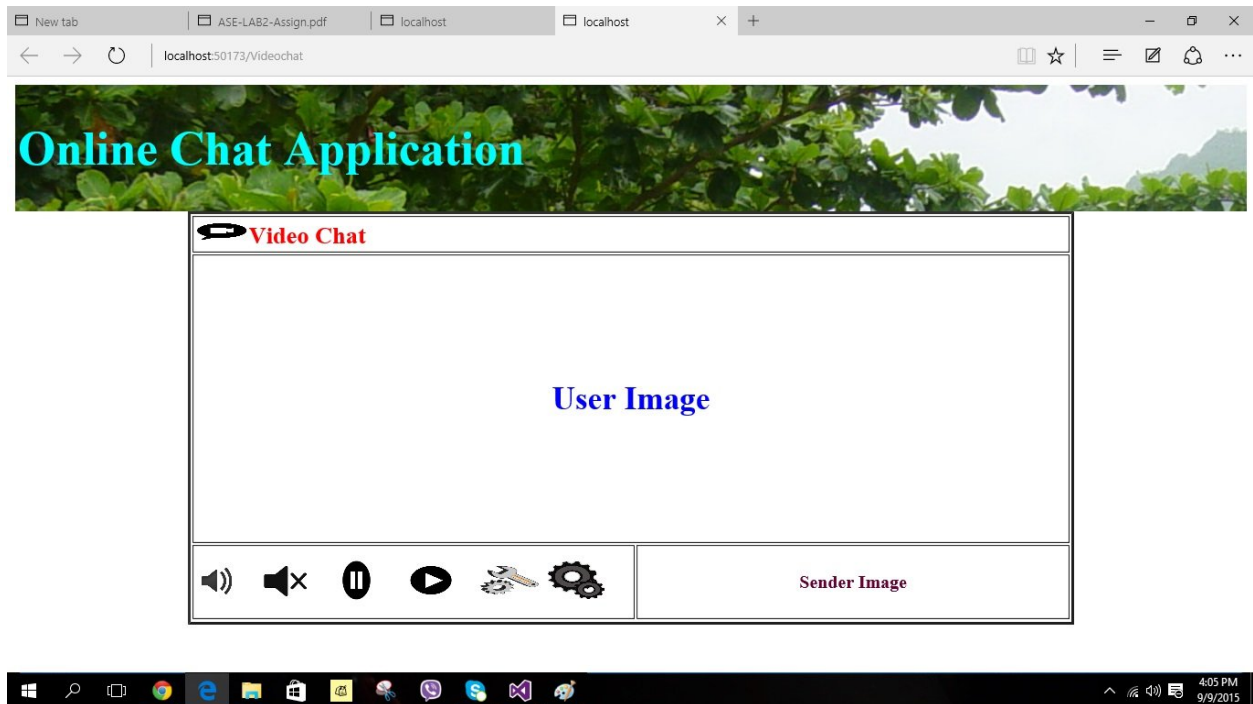 New tab
ASE-LAB2-Assign.pdf
localhost
localhost
localhost:50173/Videochat
Online Chat Application
Video Chat
User Image
Sender Image
4:05 PM
9/9/2015